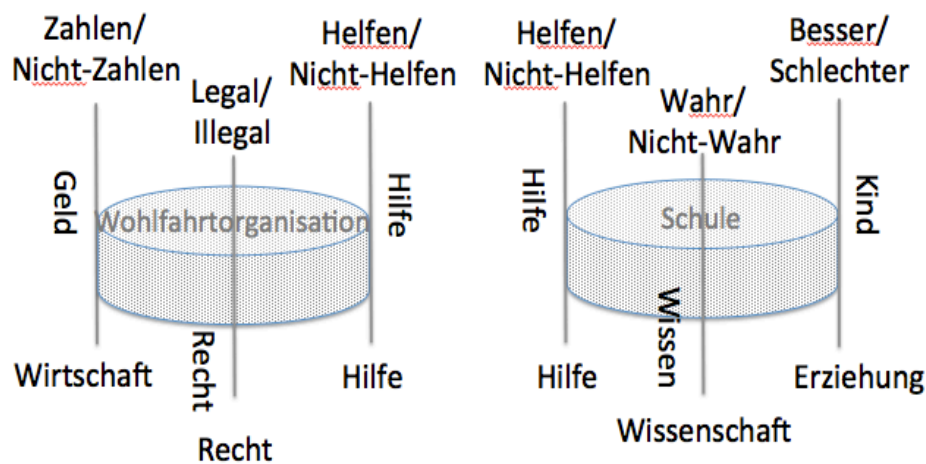 Zahlen/
Nicht-Zahlen
Legal/
Illegal
Helfen/
Nicht-Helfen
Geld
Wohlfahrtorganisation
Hilfe
Wirtschaft
Recht
Recht
Hilfe
Helfen/
Nicht-Helfen
Wahr/
Nicht-Wahr
Besser/
Schlechter
Hilfe
Schule
Kind
Wissen
Hilfe
Wissenschaft
Erziehung